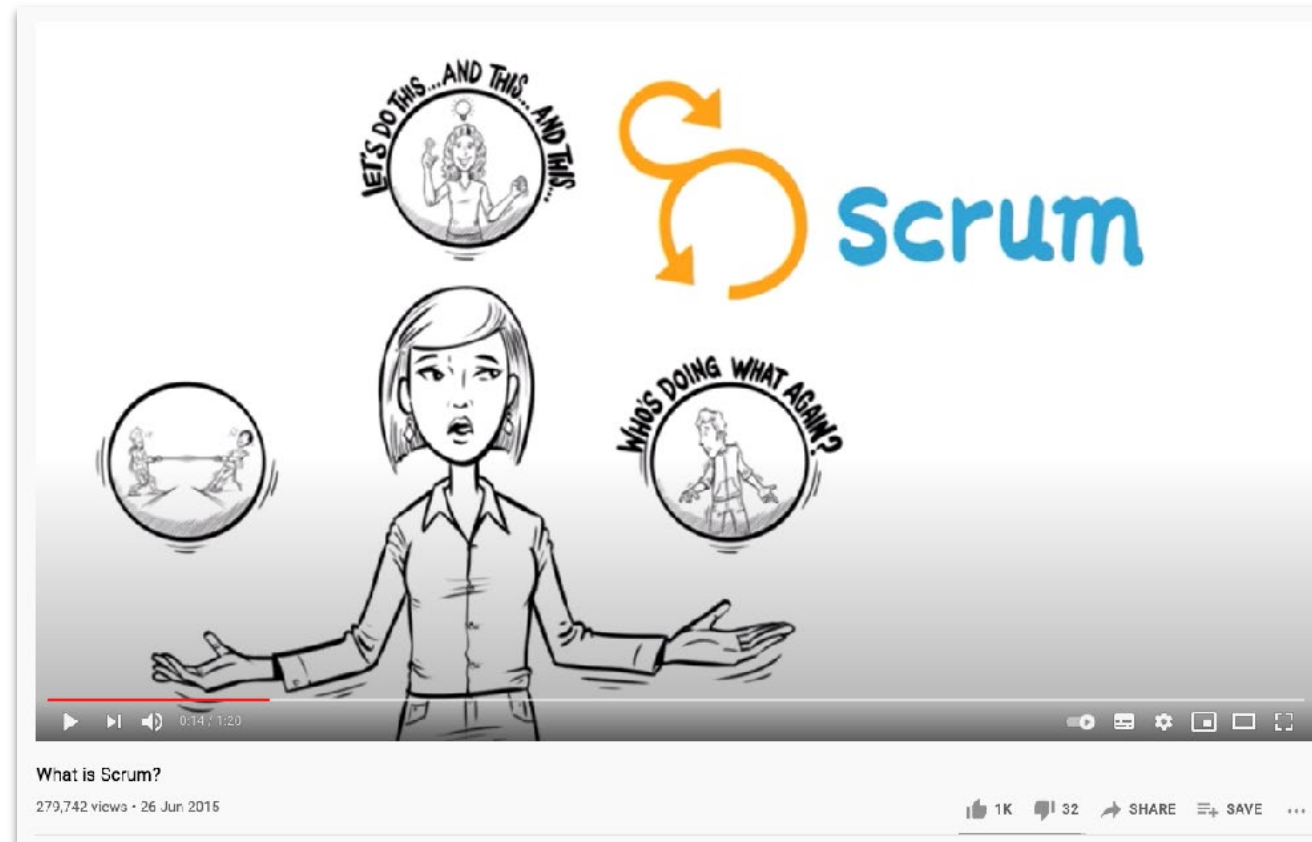 LET'S DO THIS...AND THIS...AND THIS...
scrum
WHO'S DOING WHAT AGAIN?
0:14 / 1:20
What is Scrum?
279,742 views • 26 Jun 2015
1K 32 SHARE SAVE